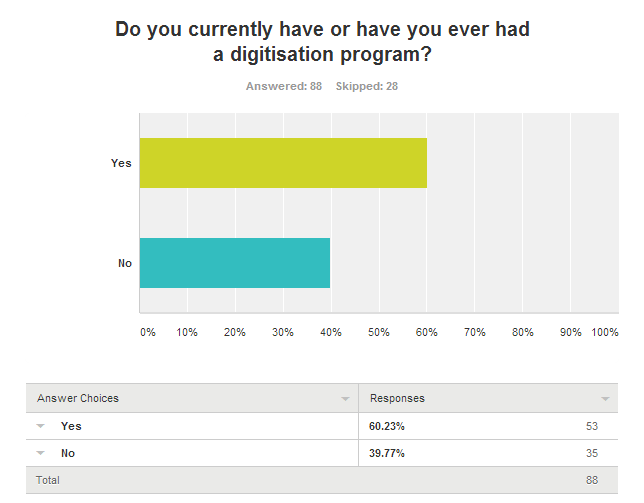 Do you currently have or have you ever had
a digitisation program?
Answered: 88 Skipped: 28
Yes
No
0% 10% 20% 30% 40% 50% 60% 70% 80% 90% 100%
Answer Choices Responses
Yes 60.23% 53
No 39.77% 35
Total 88